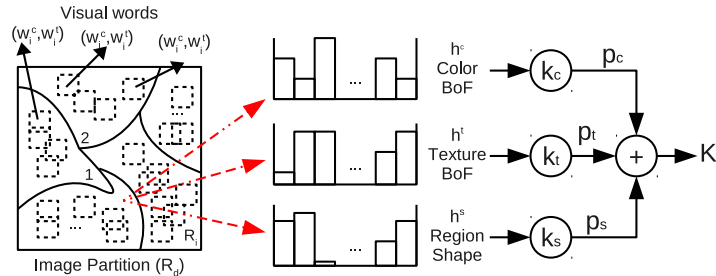 Visual words
(w_i^c,w_i^t)
(w_i^c,w_i^t)
(w_i^c,w_i^t)
...
2
1
...
...
R_i
Image Partition (R_d)
...
h^c
Color
BoF
k_c
p_c
...
h^t
Texture
BoF
k_t
p_t
+
K
...
h^s
Region
Shape
k_s
p_s